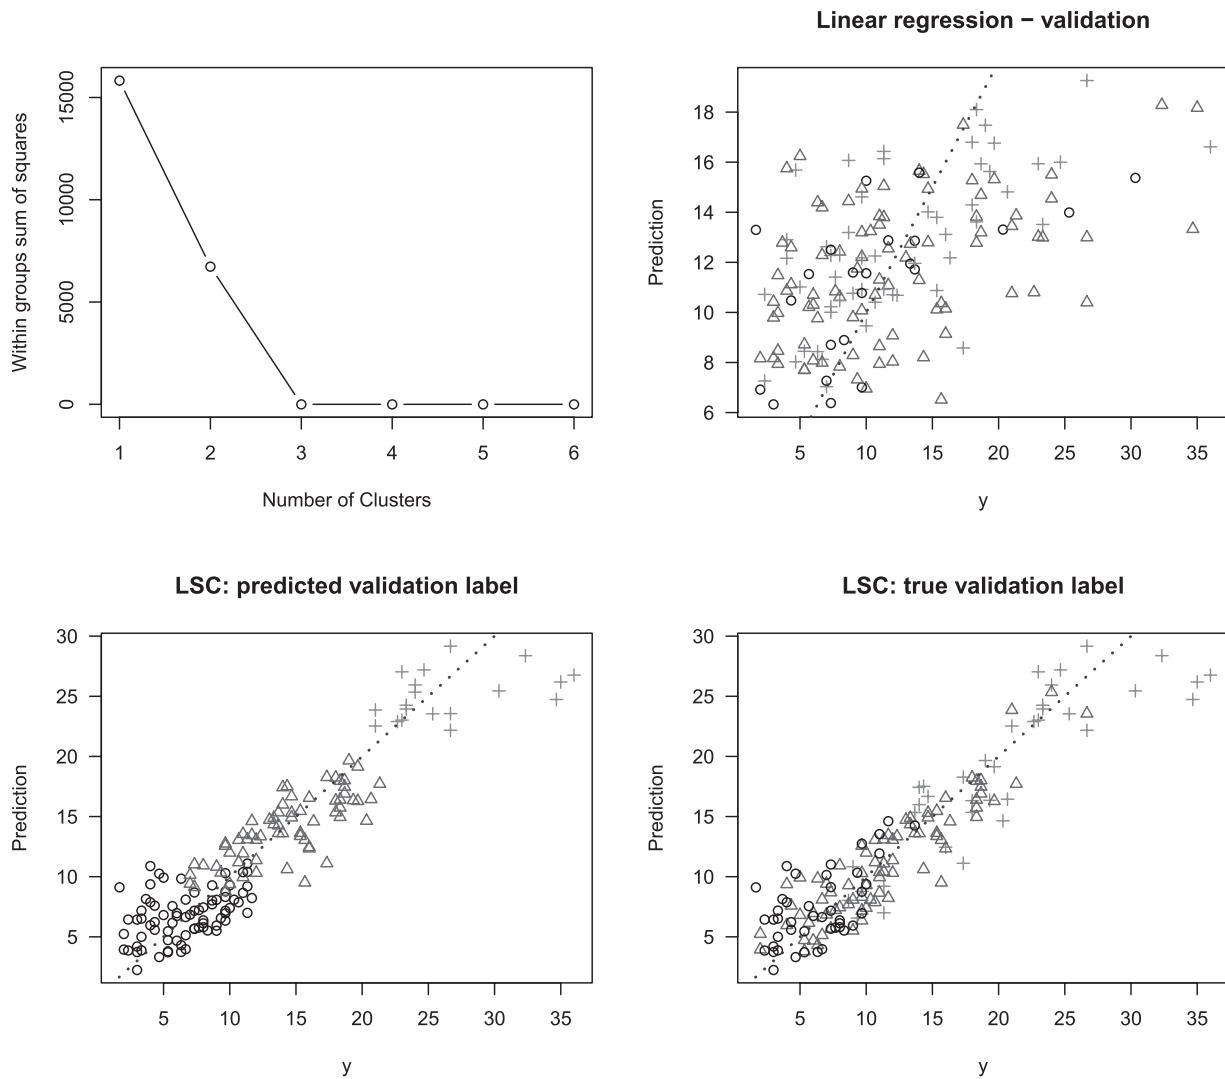 Within groups sum of squares
15000
10000
5000
0
1 2 3 4 5 6
Number of Clusters
Linear regression − validation
Prediction
18
16
14
12
10
8
6
5 10 15 20 25 30 35
y
LSC: predicted validation label
Prediction
30
25
20
15
10
5
5 10 15 20 25 30 35
y
LSC: true validation label
Prediction
30
25
20
15
10
5
5 10 15 20 25 30 35
y